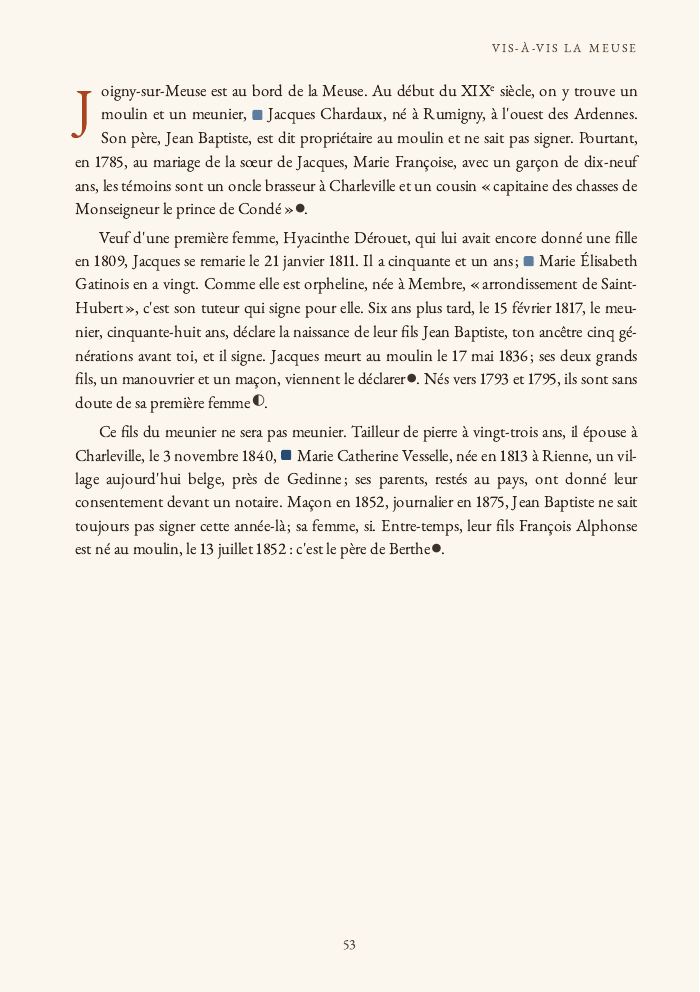 VIS-À-VIS LA MEUSE
Joigny-sur-Meuse est au bord de la Meuse. Au début du XIXe siècle, on y trouve un
moulin et un meunier, Jacques Chardaux, né à Rumigny, à l'ouest des Ardennes.
Son père, Jean Baptiste, est dit propriétaire au moulin et ne sait pas signer. Pourtant,
en 1785, au mariage de la sœur de Jacques, Marie Françoise, avec un garçon de dix-neuf
ans, les témoins sont un oncle brasseur à Charleville et un cousin « capitaine des chasses de
Monseigneur le prince de Condé »●.
Veuf d'une première femme, Hyacinthe Dérouet, qui lui avait encore donné une fille
en 1809, Jacques se remarie le 21 janvier 1811. Il a cinquante et un ans ; Marie Élisabeth
Gatinois en a vingt. Comme elle est orpheline, née à Membre, « arrondissement de Saint-
Hubert », c'est son tuteur qui signe pour elle. Six ans plus tard, le 15 février 1817, le meu-
nier, cinquante-huit ans, déclare la naissance de leur fils Jean Baptiste, ton ancêtre cinq gé-
nérations avant toi, et il signe. Jacques meurt au moulin le 17 mai 1836 ; ses deux grands
fils, un manouvrier et un maçon, viennent le déclarer●. Nés vers 1793 et 1795, ils sont sans
doute de sa première femme◐.
Ce fils du meunier ne sera pas meunier. Tailleur de pierre à vingt-trois ans, il épouse à
Charleville, le 3 novembre 1840, Marie Catherine Vesselle, née en 1813 à Rienne, un vil-
lage aujourd'hui belge, près de Gedinne ; ses parents, restés au pays, ont donné leur
consentement devant un notaire. Maçon en 1852, journalier en 1875, Jean Baptiste ne sait
toujours pas signer cette année-là ; sa femme, si. Entre-temps, leur fils François Alphonse
est né au moulin, le 13 juillet 1852 : c'est le père de Berthe●.
53